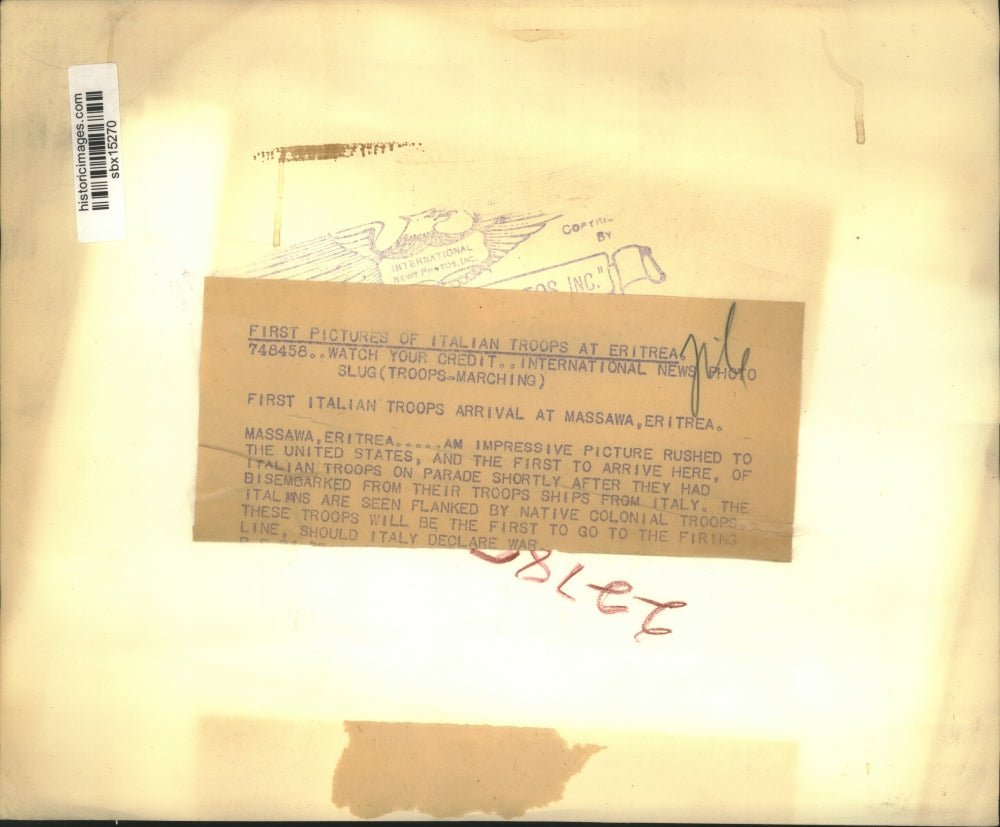 historicimages.com
sbx15270
INTERNATIONAL
NEWS PHOTOS, INC.
BY
INC."
FIRST PICTURES OF ITALIAN TROOPS AT ERITREA.
748458..WATCH YOUR CREDIT..INTERNATIONAL NEWS PHOTO
SLUG(TROOPS-MARCHING)
file
FIRST ITALIAN TROOPS ARRIVAL AT MASSAWA,ERITREA.
MASSAWA,ERITREA.....AM IMPRESSIVE PICTURE RUSHED TO
THE UNITED STATES, AND THE FIRST TO ARRIVE HERE, OF
ITALIAN TROOPS ON PARADE SHORTLY AFTER THEY HAD
DISEMBARKED FROM THEIR TROOPS SHIPS FROM ITALY. THE
ITALIANS ARE SEEN FLANKED BY NATIVE COLONIAL TROOPS.
THESE TROOPS WILL BE THE FIRST TO GO TO THE FIRING
LINE, SHOULD ITALY DECLARE WAR.